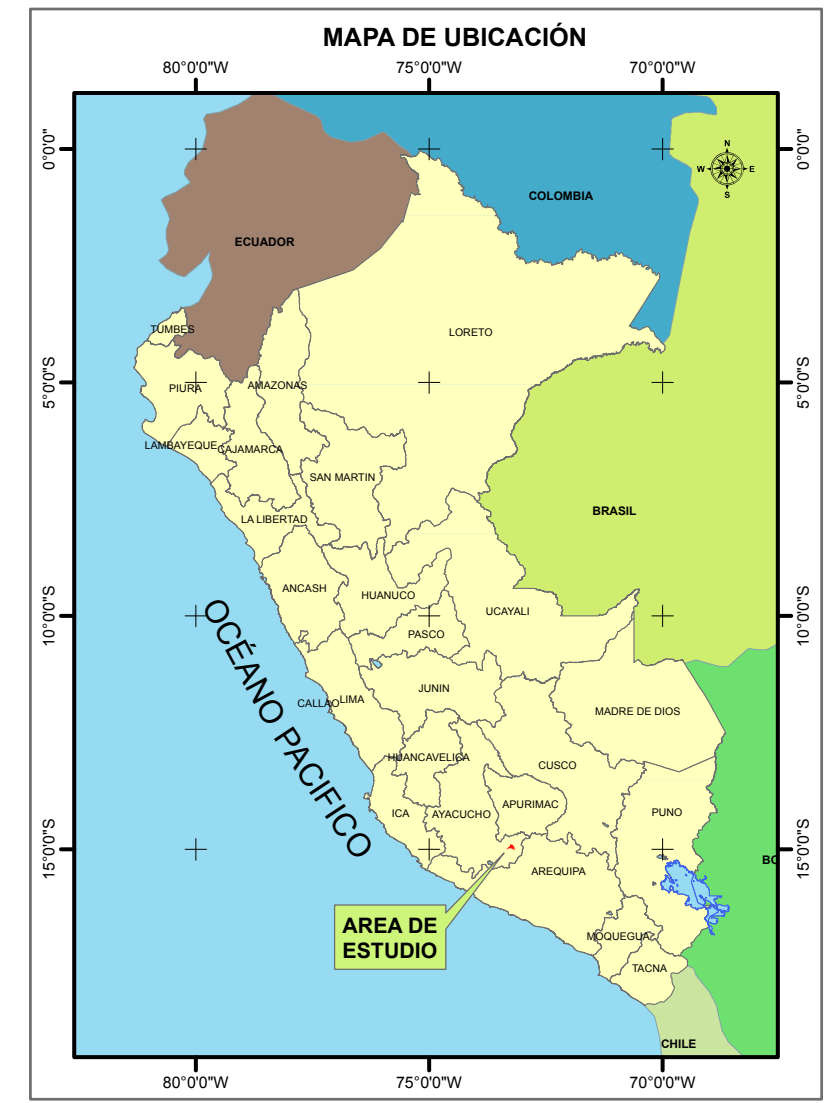 MAPA DE UBICACIÓN
80°0'0"W 75°0'0"W 70°0'0"W
0°0'0" 0°0'0"
N
W E
S
COLOMBIA
ECUADOR
TUMBES
LORETO
5°0'0"S 5°0'0"S
PIURA
AMAZONAS
LAMBAYEQUE
CAJAMARCA
SAN MARTIN
BRASIL
LA LIBERTAD
ANCASH
HUANUCO
UCAYALI
10°0'0"S 10°0'0"S
PASCO
OCÉANO PACIFICO
JUNIN
CALLAO
LIMA
MADRE DE DIOS
HUANCAVELICA
CUSCO
ICA
AYACUCHO
APURIMAC
PUNO
15°0'0"S 15°0'0"S
BO
AREQUIPA
AREA DE
ESTUDIO
MOQUEGUA
TACNA
CHILE
80°0'0"W 75°0'0"W 70°0'0"W